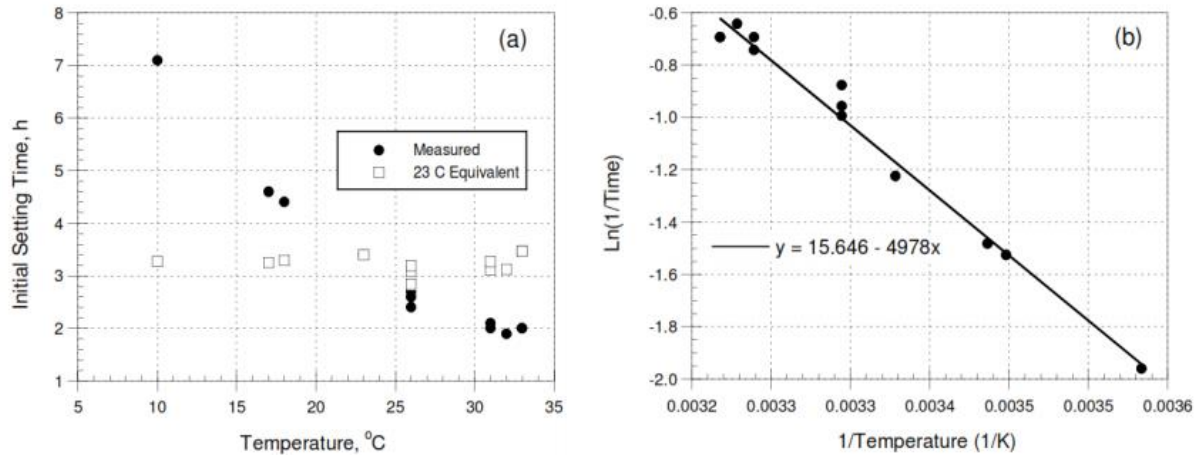 (a)
8
7
6
5
4
3
2
1
Initial Setting Time, h
Measured
23 C Equivalent
5 10 15 20 25 30 35
Temperature, °C
(b)
-0.6
-0.8
-1.0
-1.2
-1.4
-1.6
-1.8
-2.0
Ln(1/Time)
y = 15.646 - 4978x
0.0032 0.0033 0.0033 0.0034 0.0035 0.0035 0.0036
1/Temperature (1/K)